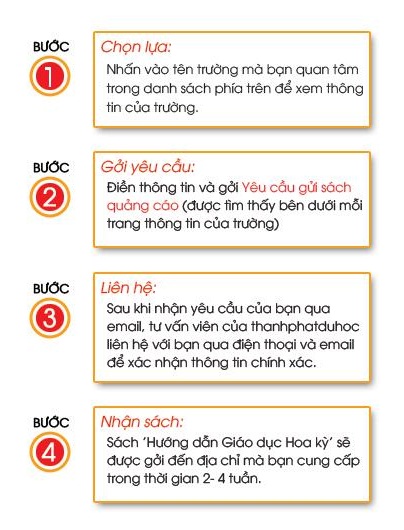 BƯỚC
1
Chọn lựa:
Nhấn vào tên trường mà bạn quan tâm
trong danh sách phía trên để xem thông
tin của trường.
BƯỚC
2
Gởi yêu cầu:
Điền thông tin và gởi Yêu cầu gửi sách
quảng cáo (được tìm thấy bên dưới mỗi
trang thông tin của trường)
BƯỚC
3
Liên hệ:
Sau khi nhận yêu cầu của bạn qua
email, tư vấn viên của thanhphatduhoc
liên hệ với bạn qua điện thoại và email
để xác nhận thông tin chính xác.
BƯỚC
4
Nhận sách:
Sách ‘Hướng dẫn Giáo dục Hoa kỳ’ sẽ
được gởi đến địa chỉ mà bạn cung cấp
trong thời gian 2- 4 tuần.